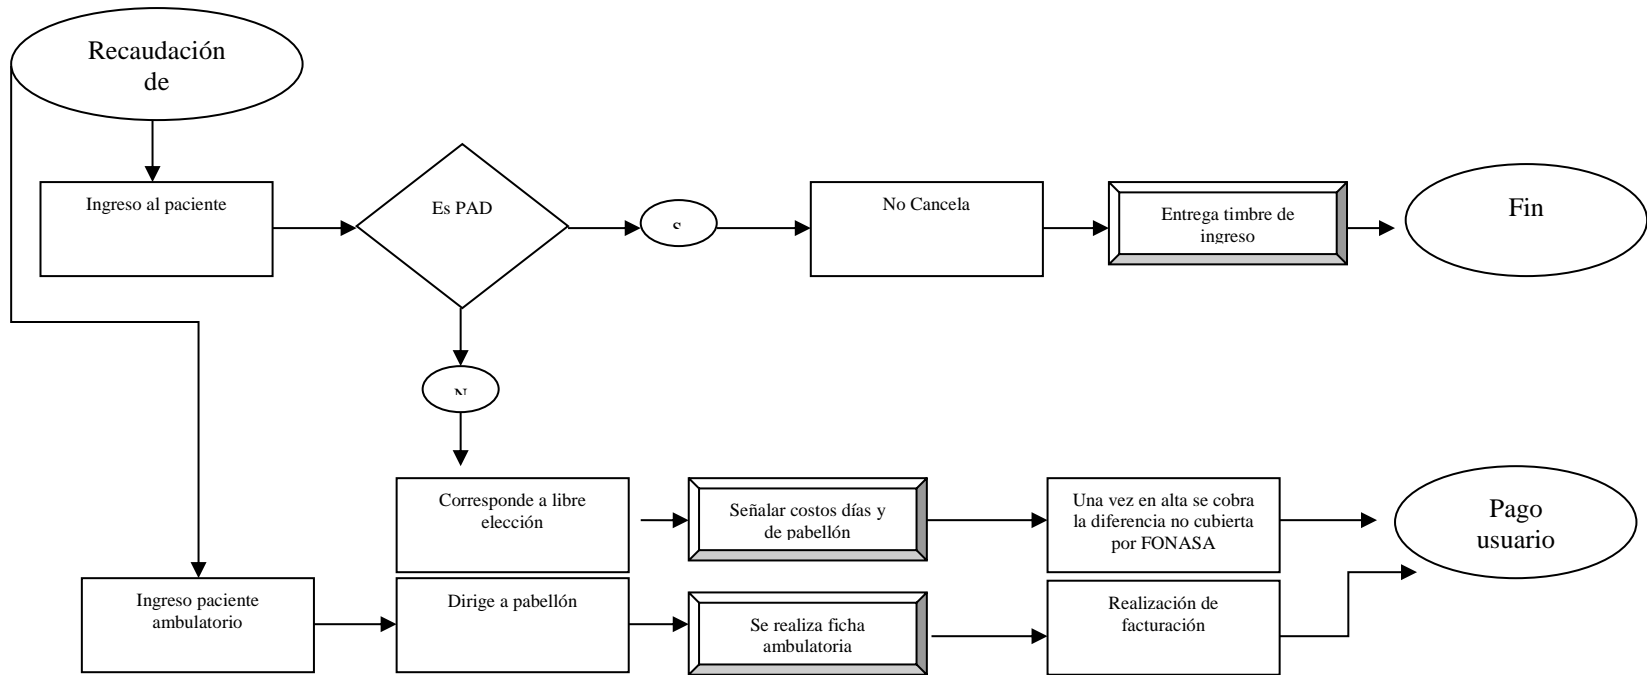 Recaudación
de
Ingreso al paciente
Es PAD
No Cancela
Entrega timbre de
ingreso
Fin
Corresponde a libre
elección
Señalar costos días y
de pabellón
Una vez en alta se cobra
la diferencia no cubierta
por FONASA
Pago
usuario
Ingreso paciente
ambulatorio
Dirige a pabellón
Se realiza ficha
ambulatoria
Realización de
facturación